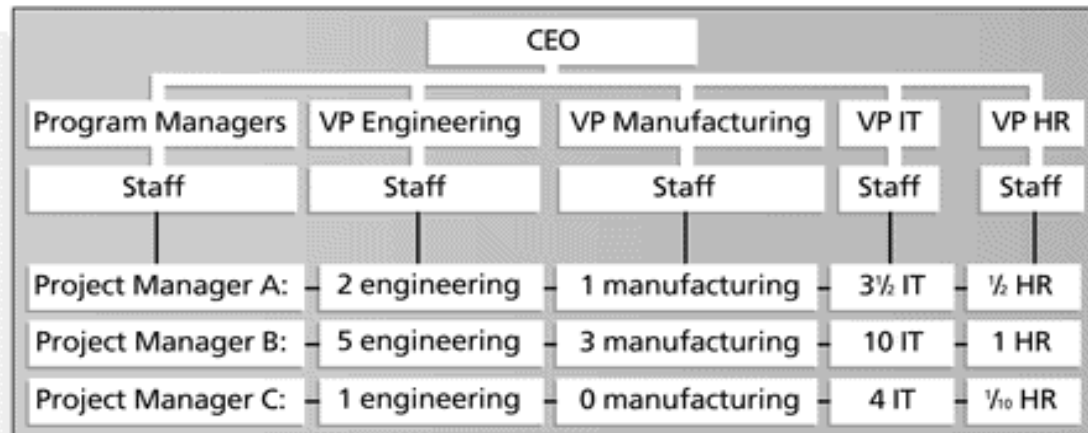 CEO
Program Managers VP Engineering VP Manufacturing VP IT VP HR
Staff Staff Staff Staff Staff
Project Manager A: 2 engineering 1 manufacturing 3½ IT ½ HR
Project Manager B: 5 engineering 3 manufacturing 10 IT 1 HR
Project Manager C: 1 engineering 0 manufacturing 4 IT ⅒ HR